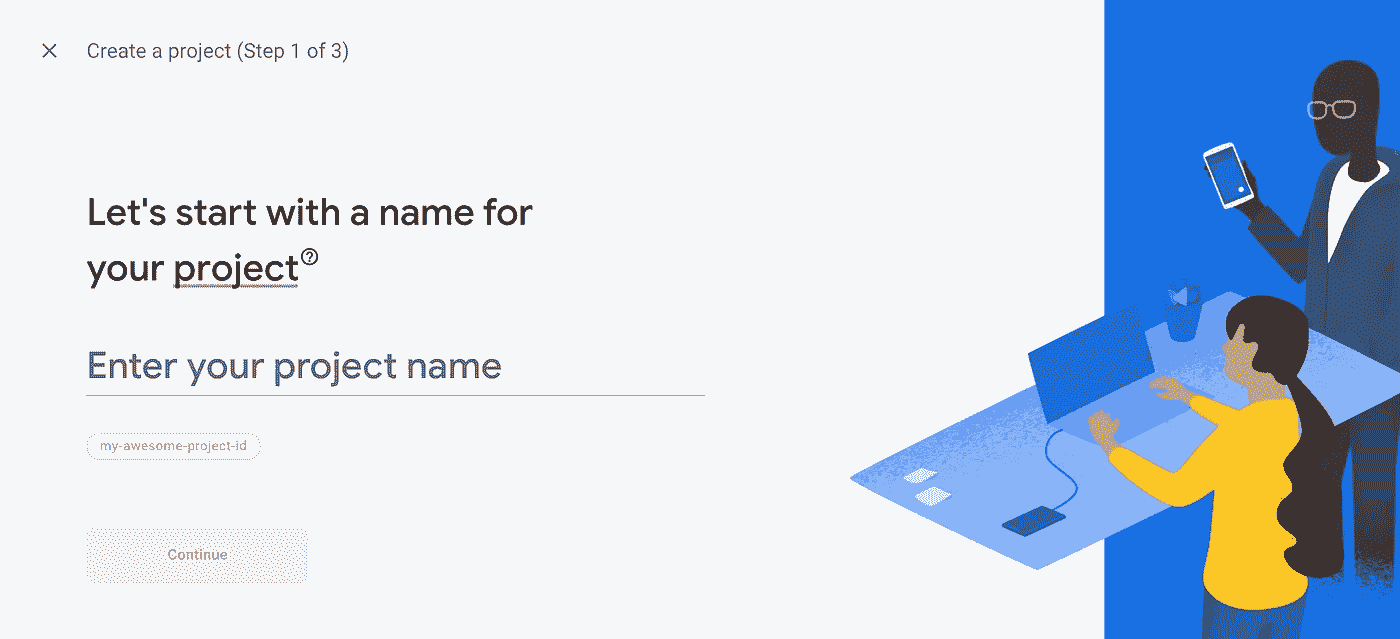 Create a project (Step 1 of 3)
Let's start with a name for
your project?
Enter your project name
my-awesome-project-id
Continue